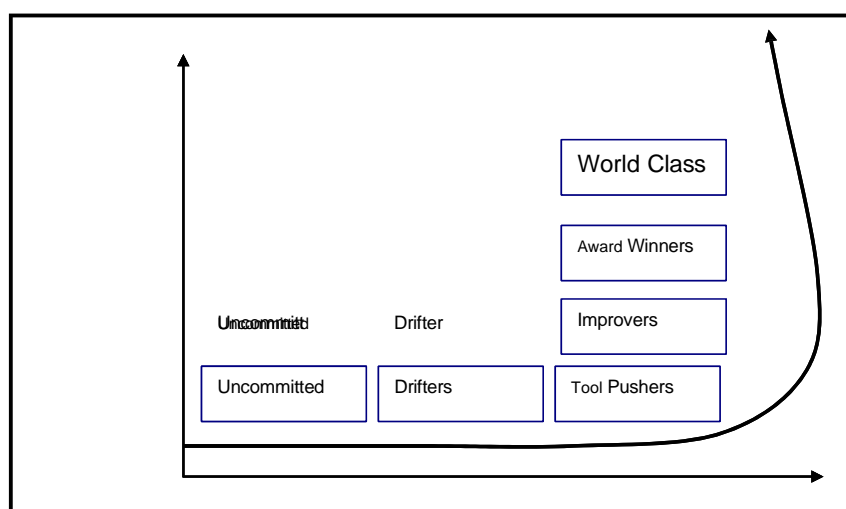 World Class
Award Winners
Drifter
Improvers
Uncommitted
Drifters
Tool Pushers